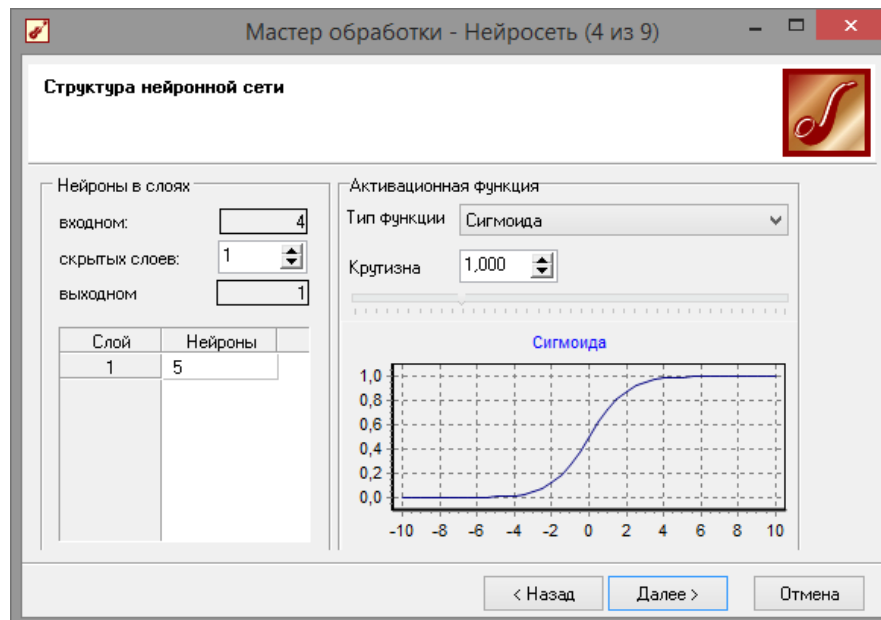 Мастер обработки - Нейросеть (4 из 9)
Структура нейронной сети
Нейроны в слоях
входном: 4
скрытых слоев: 1
выходном 1
Слой Нейроны
1 5
Активационная функция
Тип функции Сигмоида
Крутизна 1,000
Сигмоида
1,0
0,8
0,6
0,4
0,2
0,0
-10 -8 -6 -4 -2 0 2 4 6 8 10
< Назад Далее > Отмена